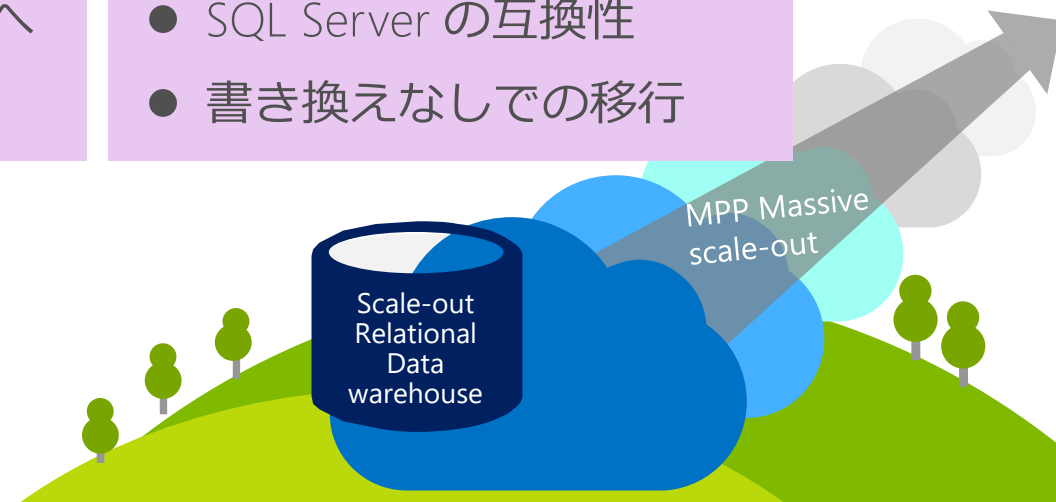 へ
● SQL Server の互換性
● 書き換えなしでの移行
MPP Massive
scale-out
Scale-out
Relational
Data
warehouse